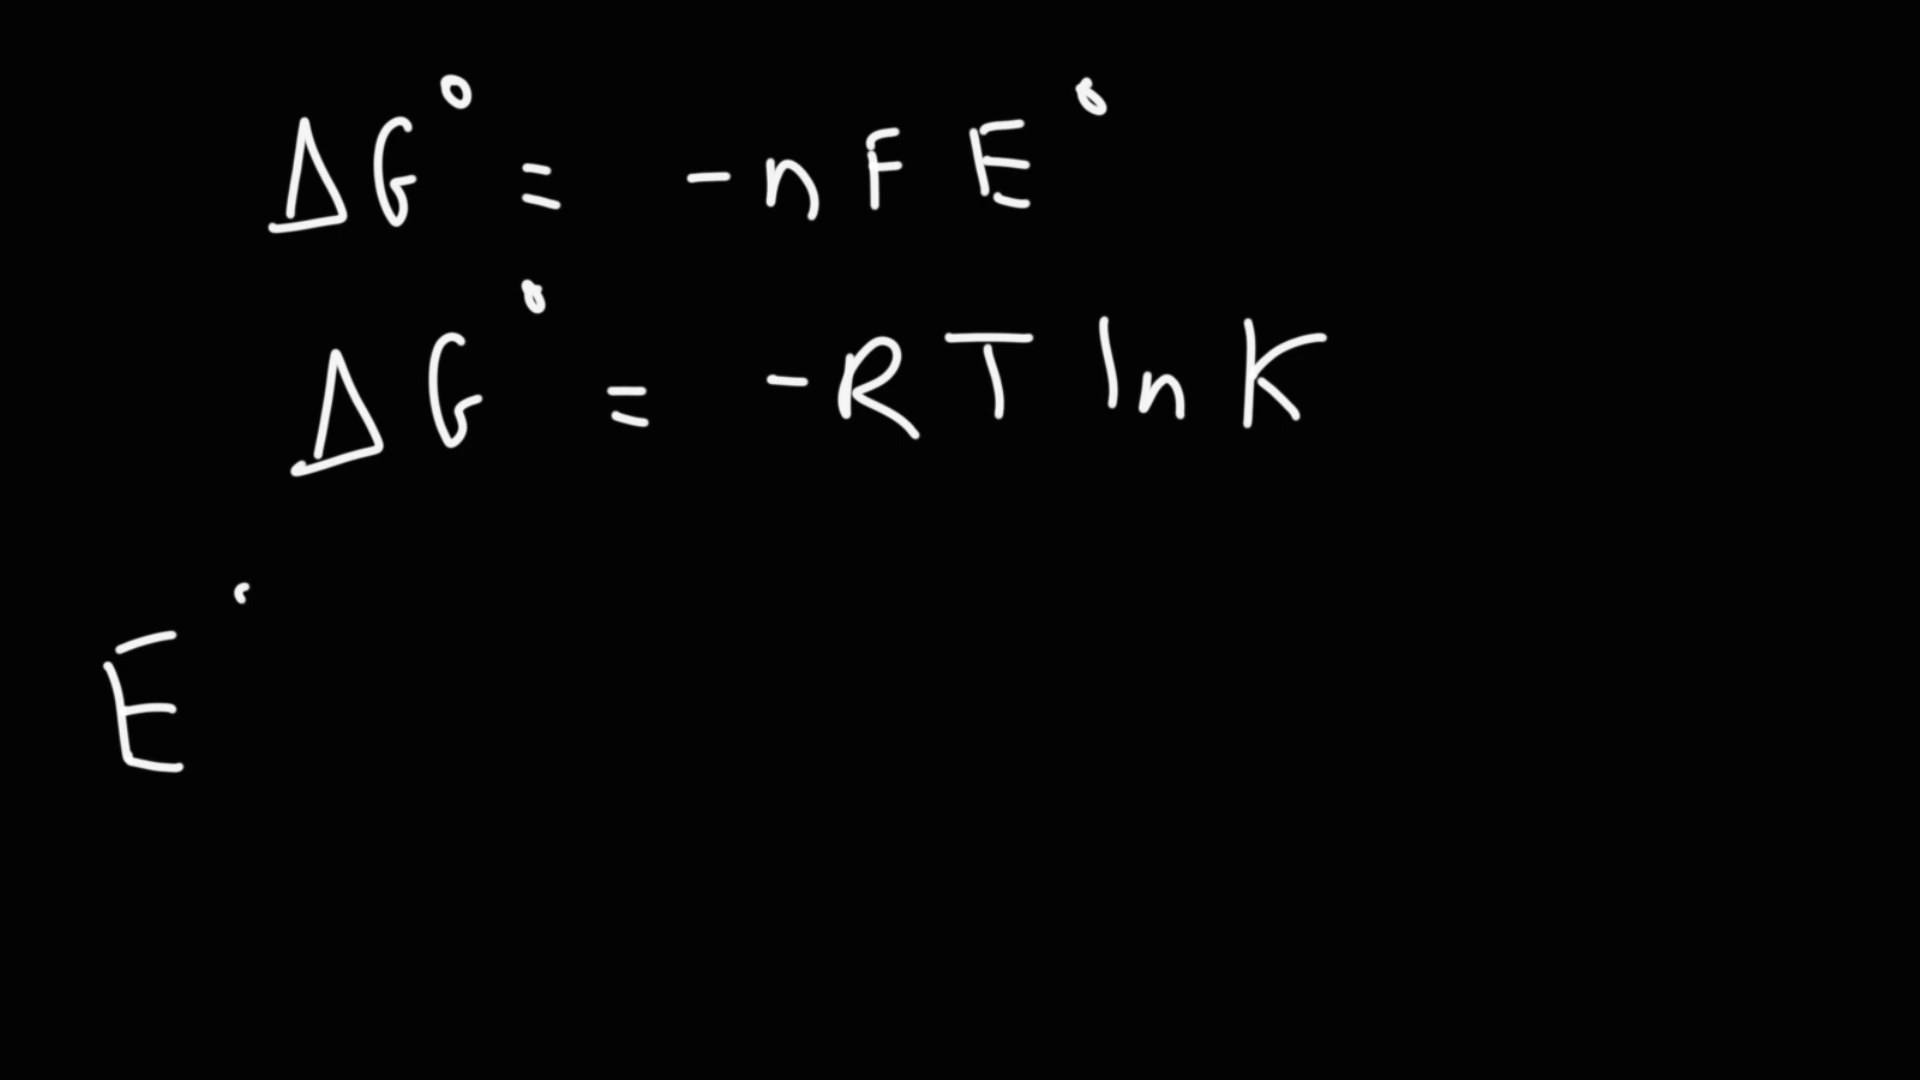 ΔG° = -nFE°
ΔG° = -RT ln K
E°